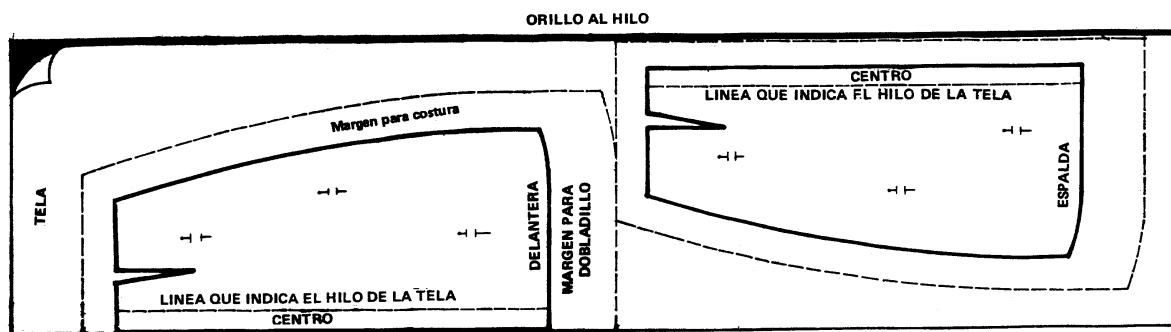 ORILLO AL HILO
TELA
Margen para costura
DELANTERA
MARGEN PARA
DOBLADILLO
LINEA QUE INDICA EL HILO DE LA TELA
CENTRO
CENTRO
LINEA QUE INDICA EL HILO DE LA TELA
ESPALDA